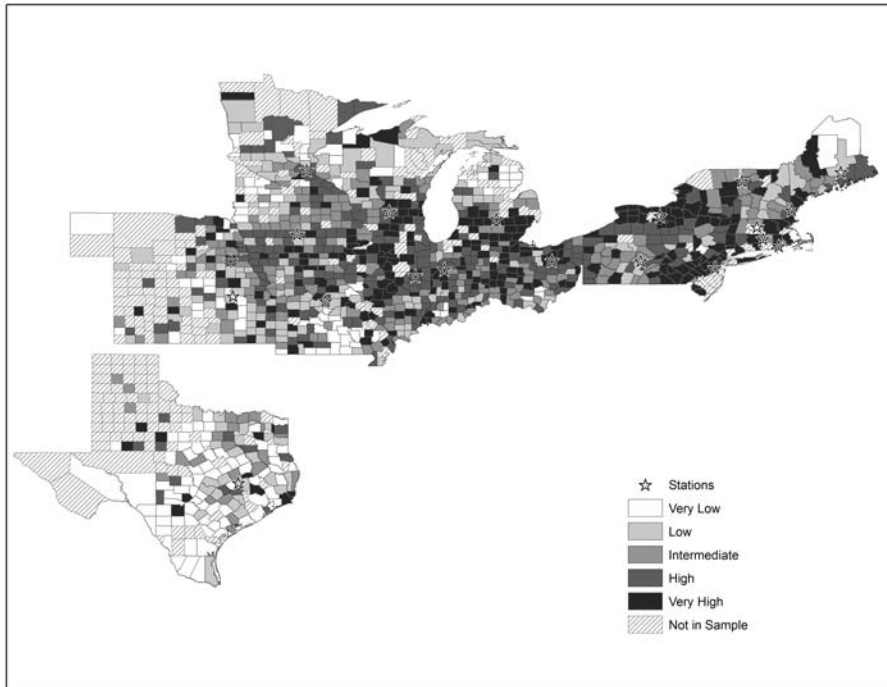 Stations
Very Low
Low
Intermediate
High
Very High
Not in Sample